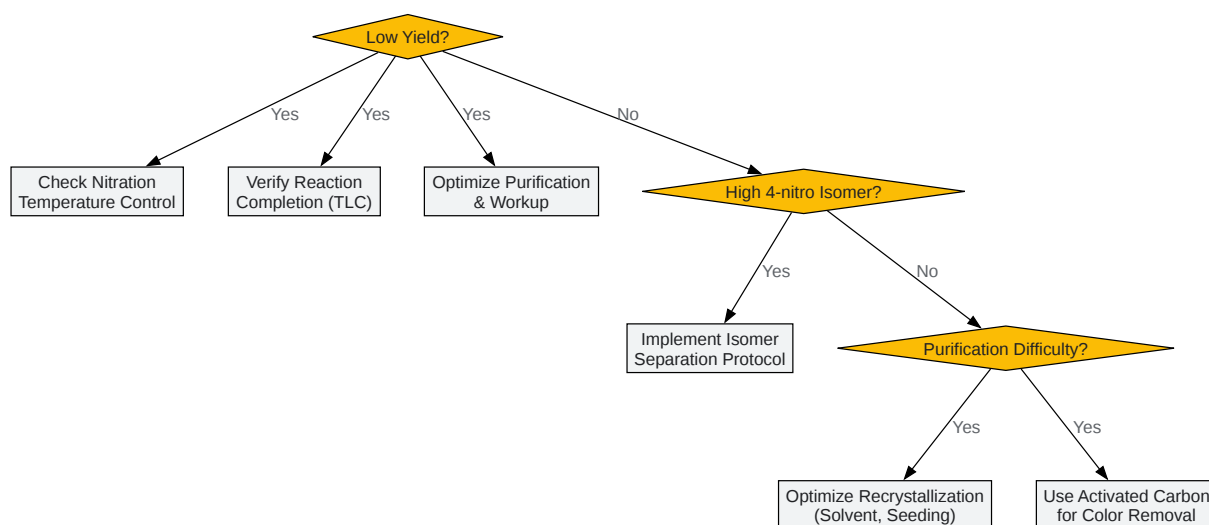 Low Yield?
Yes
Yes
Yes
No
Check Nitration
Temperature Control
Verify Reaction
Completion (TLC)
Optimize Purification
& Workup
High 4-nitro Isomer?
Yes
No
Implement Isomer
Separation Protocol
Purification Difficulty?
Yes
Yes
Optimize Recrystallization
(Solvent, Seeding)
Use Activated Carbon
for Color Removal